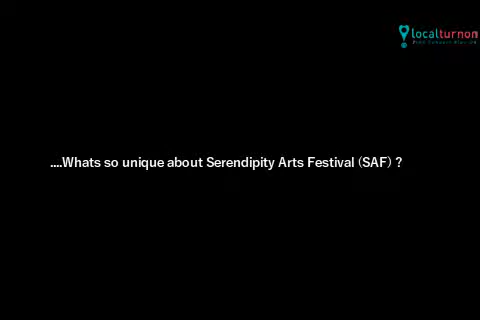 localturnon
....Whats so unique about Serendipity Arts Festival (SAF) ?